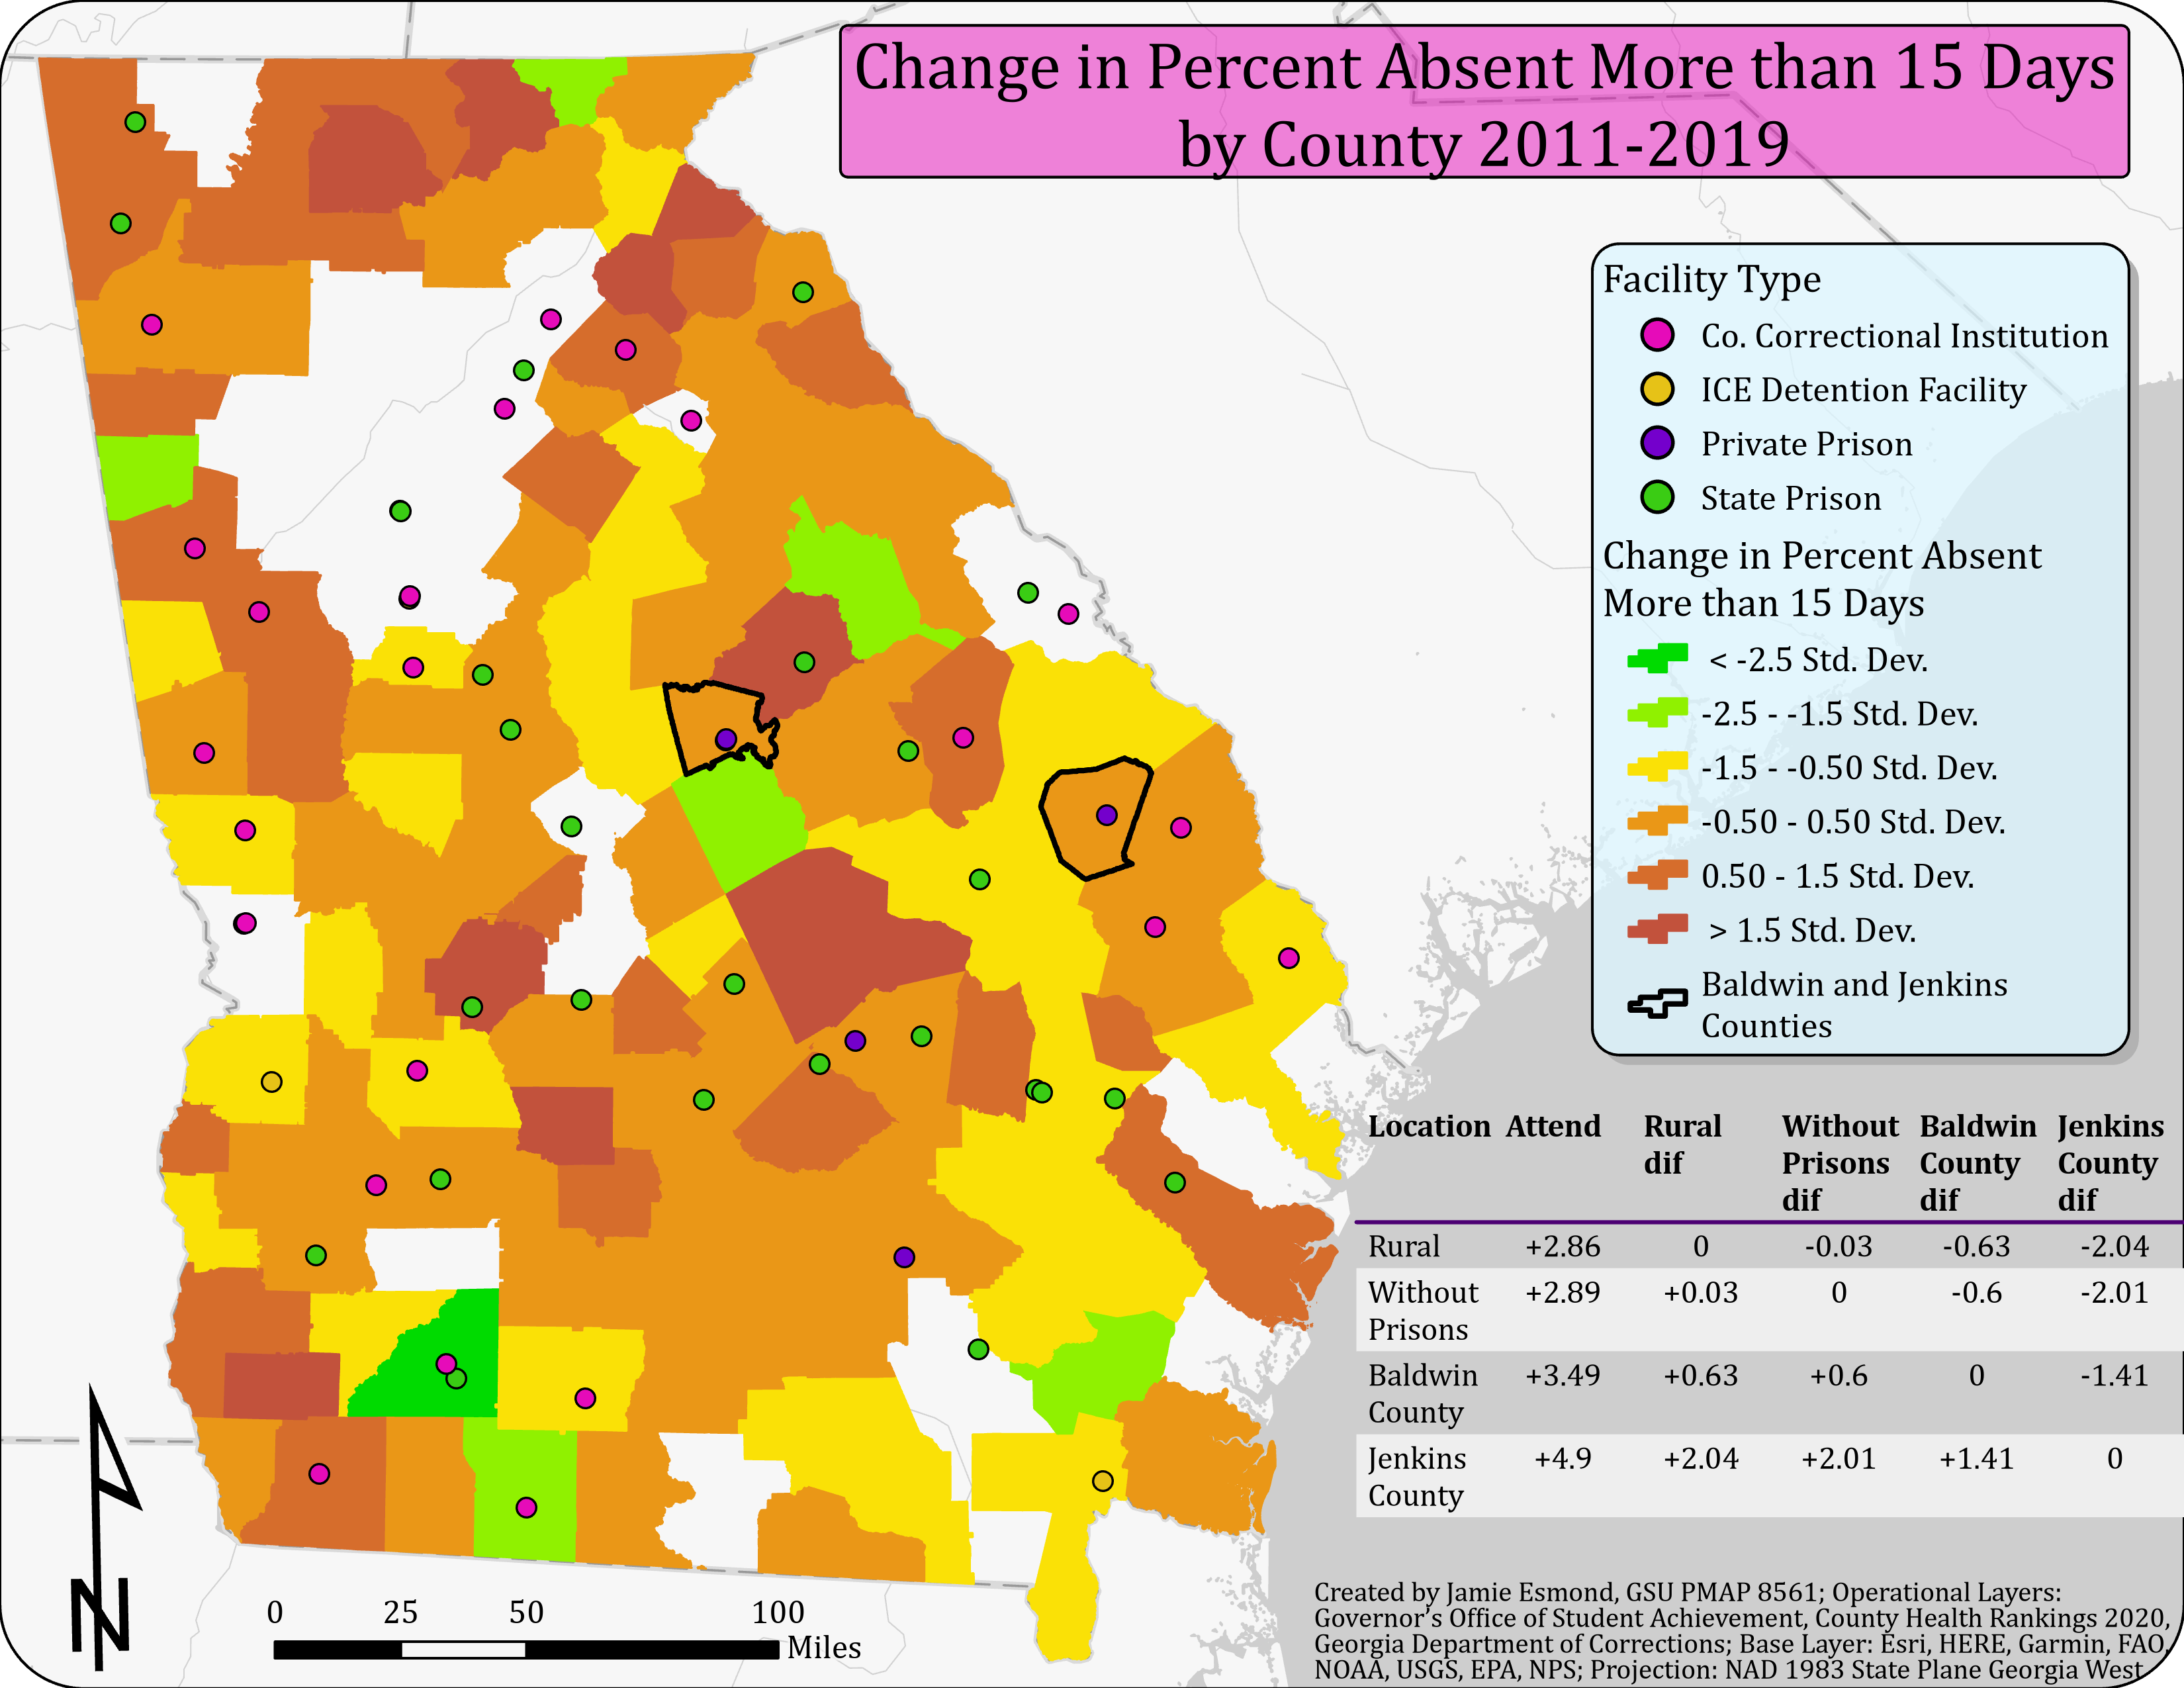 Change in Percent Absent More than 15 Days
by County 2011-2019
Facility Type
Co. Correctional Institution
ICE Detention Facility
Private Prison
State Prison
Change in Percent Absent
More than 15 Days
< -2.5 Std. Dev.
-2.5 - -1.5 Std. Dev.
-1.5 - -0.50 Std. Dev.
-0.50 - 0.50 Std. Dev.
0.50 - 1.5 Std. Dev.
> 1.5 Std. Dev.
Baldwin and Jenkins
Counties
Location Attend Rural Without Baldwin Jenkins
dif Prisons County County
dif dif dif
Rural +2.86 0 -0.03 -0.63 -2.04
Without +2.89 +0.03 0 -0.6 -2.01
Prisons
Baldwin +3.49 +0.63 +0.6 0 -1.41
County
Jenkins +4.9 +2.04 +2.01 +1.41 0
County
N
0 25 50 100
Miles
Created by Jamie Esmond, GSU PMAP 8561; Operational Layers:
Governor's Office of Student Achievement, County Health Rankings 2020,
Georgia Department of Corrections; Base Layer: Esri, HERE, Garmin, FAO,
NOAA, USGS, EPA, NPS; Projection: NAD 1983 State Plane Georgia West